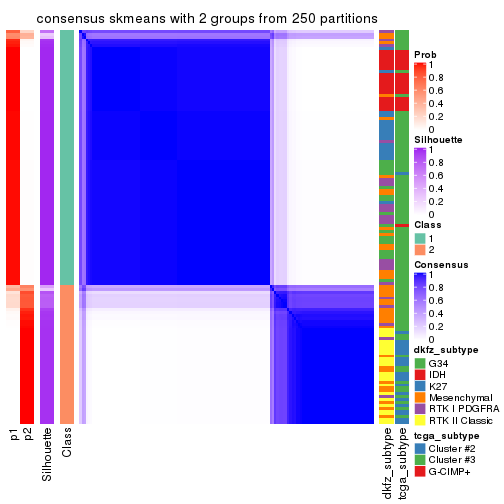 consensus skmeans with 2 groups from 250 partitions
Prob
1
0.8
0.6
0.4
0.2
0
Silhouette
1
0.8
0.6
0.4
0.2
0
Class
1
2
Consensus
1
0.8
0.6
0.4
0.2
0
dkfz_subtype
G34
IDH
K27
Mesenchymal
RTK I PDGFRA
RTK II Classic
tcga_subtype
Cluster #2
Cluster #3
G-CIMP+
p1
p2
Silhouette
Class
dkfz_subtype
tcga_subtype